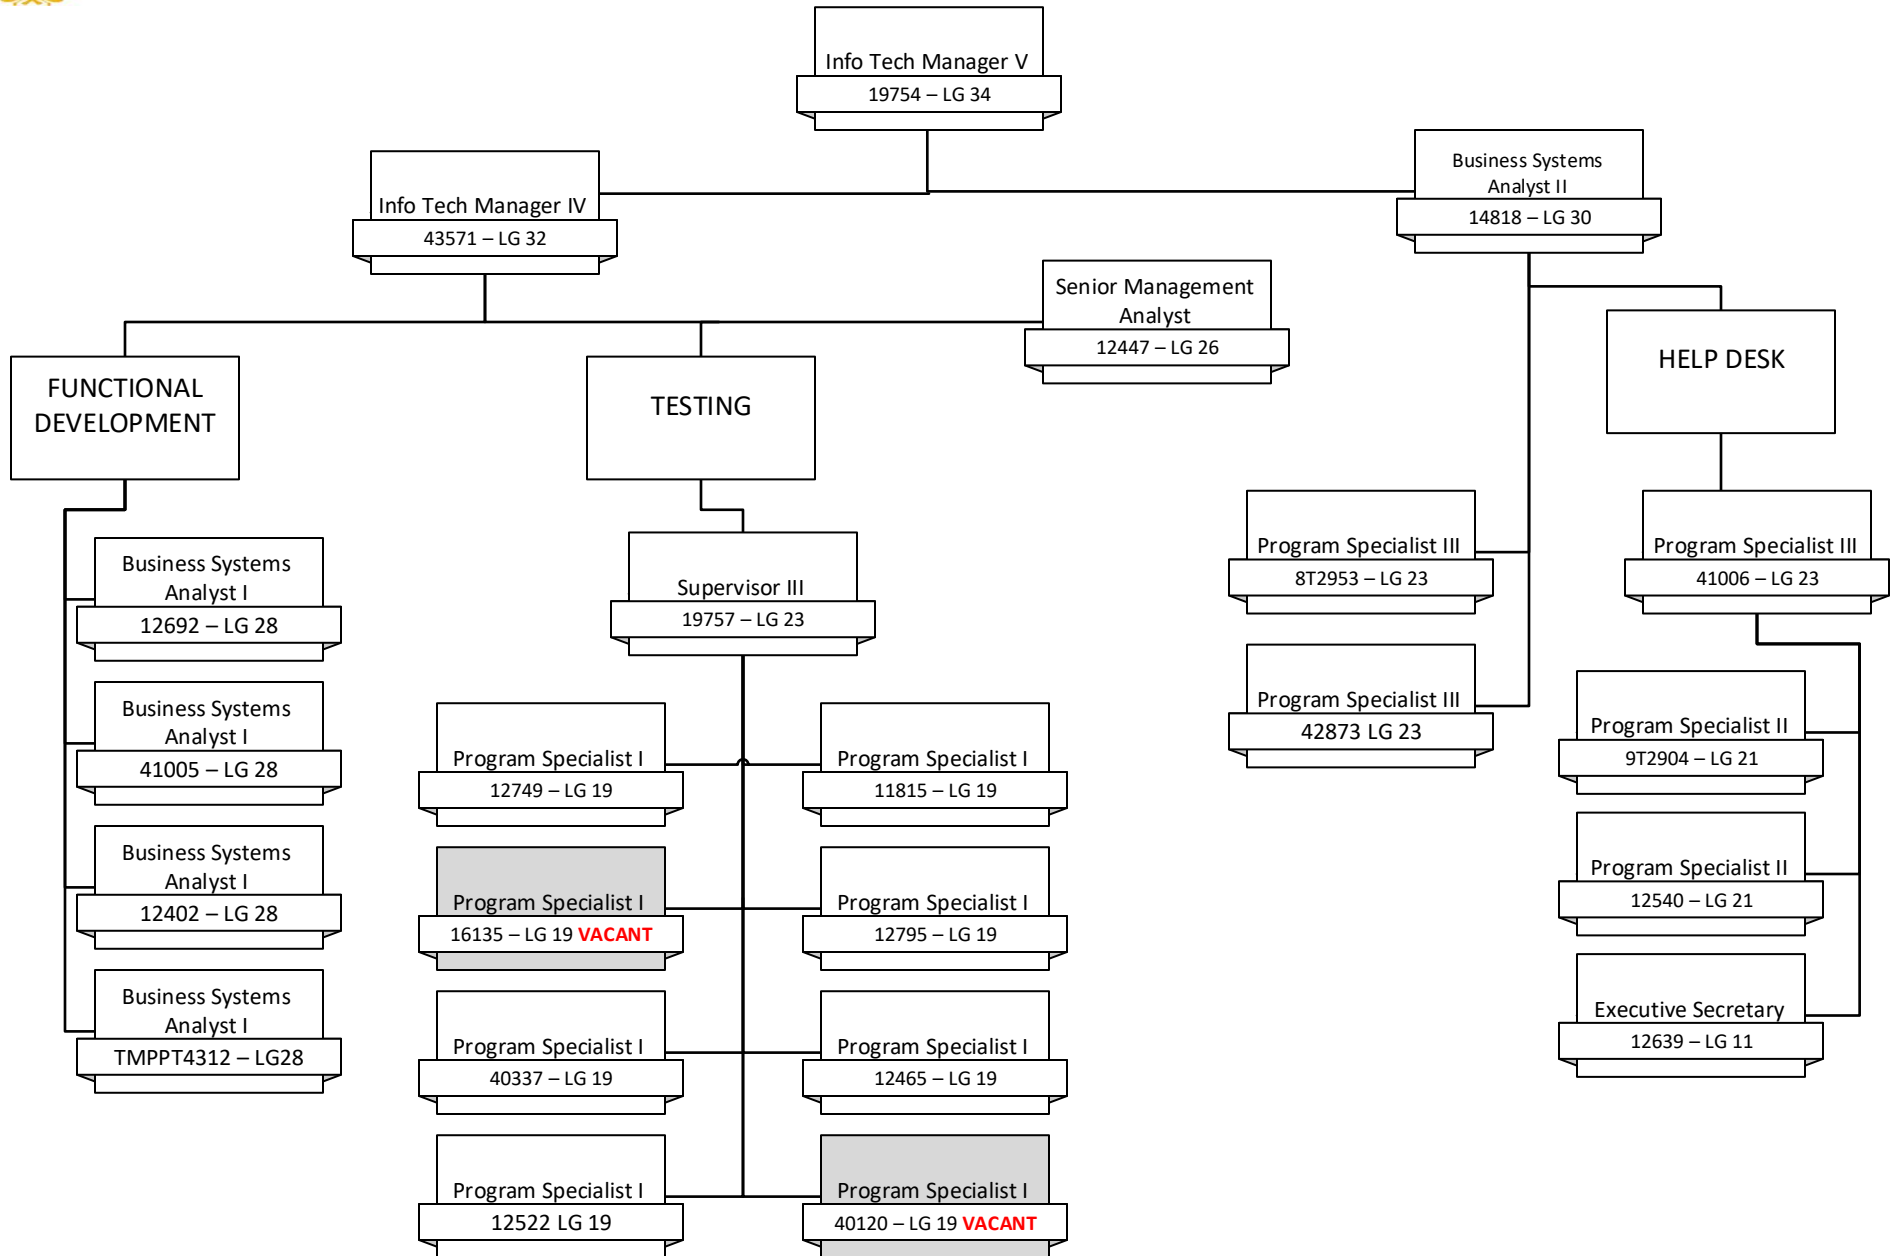 Info Tech Manager V
19754 – LG 34
Info Tech Manager IV
43571 – LG 32
Business Systems
Analyst II
14818 – LG 30
Senior Management
Analyst
12447 – LG 26
FUNCTIONAL
DEVELOPMENT
TESTING
HELP DESK
Business Systems
Analyst I
12692 – LG 28
Business Systems
Analyst I
41005 – LG 28
Business Systems
Analyst I
12402 – LG 28
Business Systems
Analyst I
TMPPT4312 – LG28
Supervisor III
19757 – LG 23
Program Specialist I
12749 – LG 19
Program Specialist I
11815 – LG 19
Program Specialist I
16135 – LG 19 VACANT
Program Specialist I
12795 – LG 19
Program Specialist I
40337 – LG 19
Program Specialist I
12465 – LG 19
Program Specialist I
12522 LG 19
Program Specialist I
40120 – LG 19 VACANT
Program Specialist III
8T2953 – LG 23
Program Specialist III
42873 LG 23
Program Specialist III
41006 – LG 23
Program Specialist II
9T2904 – LG 21
Program Specialist II
12540 – LG 21
Executive Secretary
12639 – LG 11